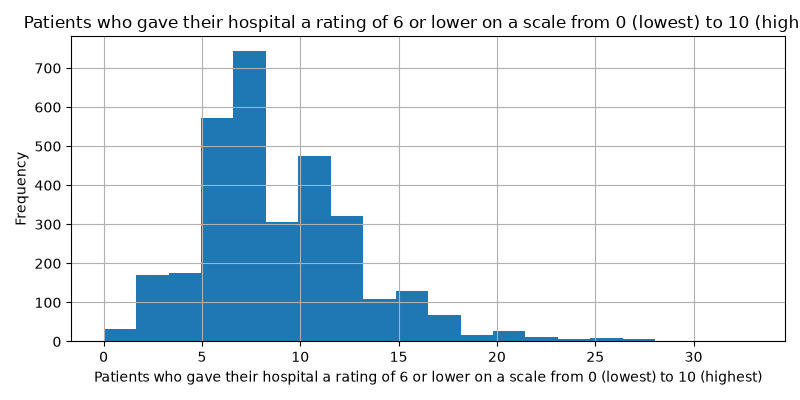 Patients who gave their hospital a rating of 6 or lower on a scale from 0 (lowest) to 10 (high
700
600
500
400
300
200
100
0
Frequency
0 5 10 15 20 25 30
Patients who gave their hospital a rating of 6 or lower on a scale from 0 (lowest) to 10 (highest)